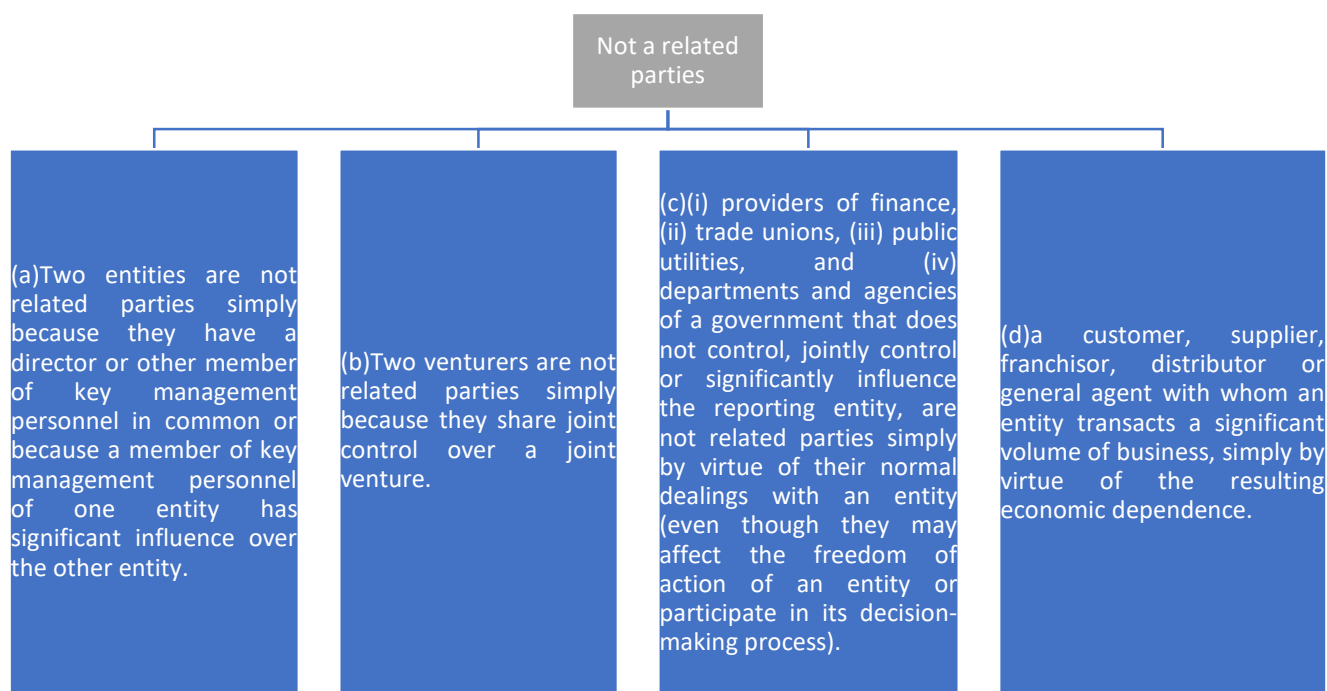 Not a related
parties
(a)Two entities are not
related parties simply
because they have a
director or other member
of key management
personnel in common or
because a member of key
management personnel
of one entity has
significant influence over
the other entity.
(b)Two venturers are not
related parties simply
because they share joint
control over a joint
venture.
(c)(i) providers of finance,
(ii) trade unions, (iii) public
utilities, and (iv)
departments and agencies
of a government that does
not control, jointly control
or significantly influence
the reporting entity, are
not related parties simply
by virtue of their normal
dealings with an entity
(even though they may
affect the freedom of
action of an entity or
participate in its decision-
making process).
(d)a customer, supplier,
franchisor, distributor or
general agent with whom an
entity transacts a significant
volume of business, simply by
virtue of the resulting
economic dependence.